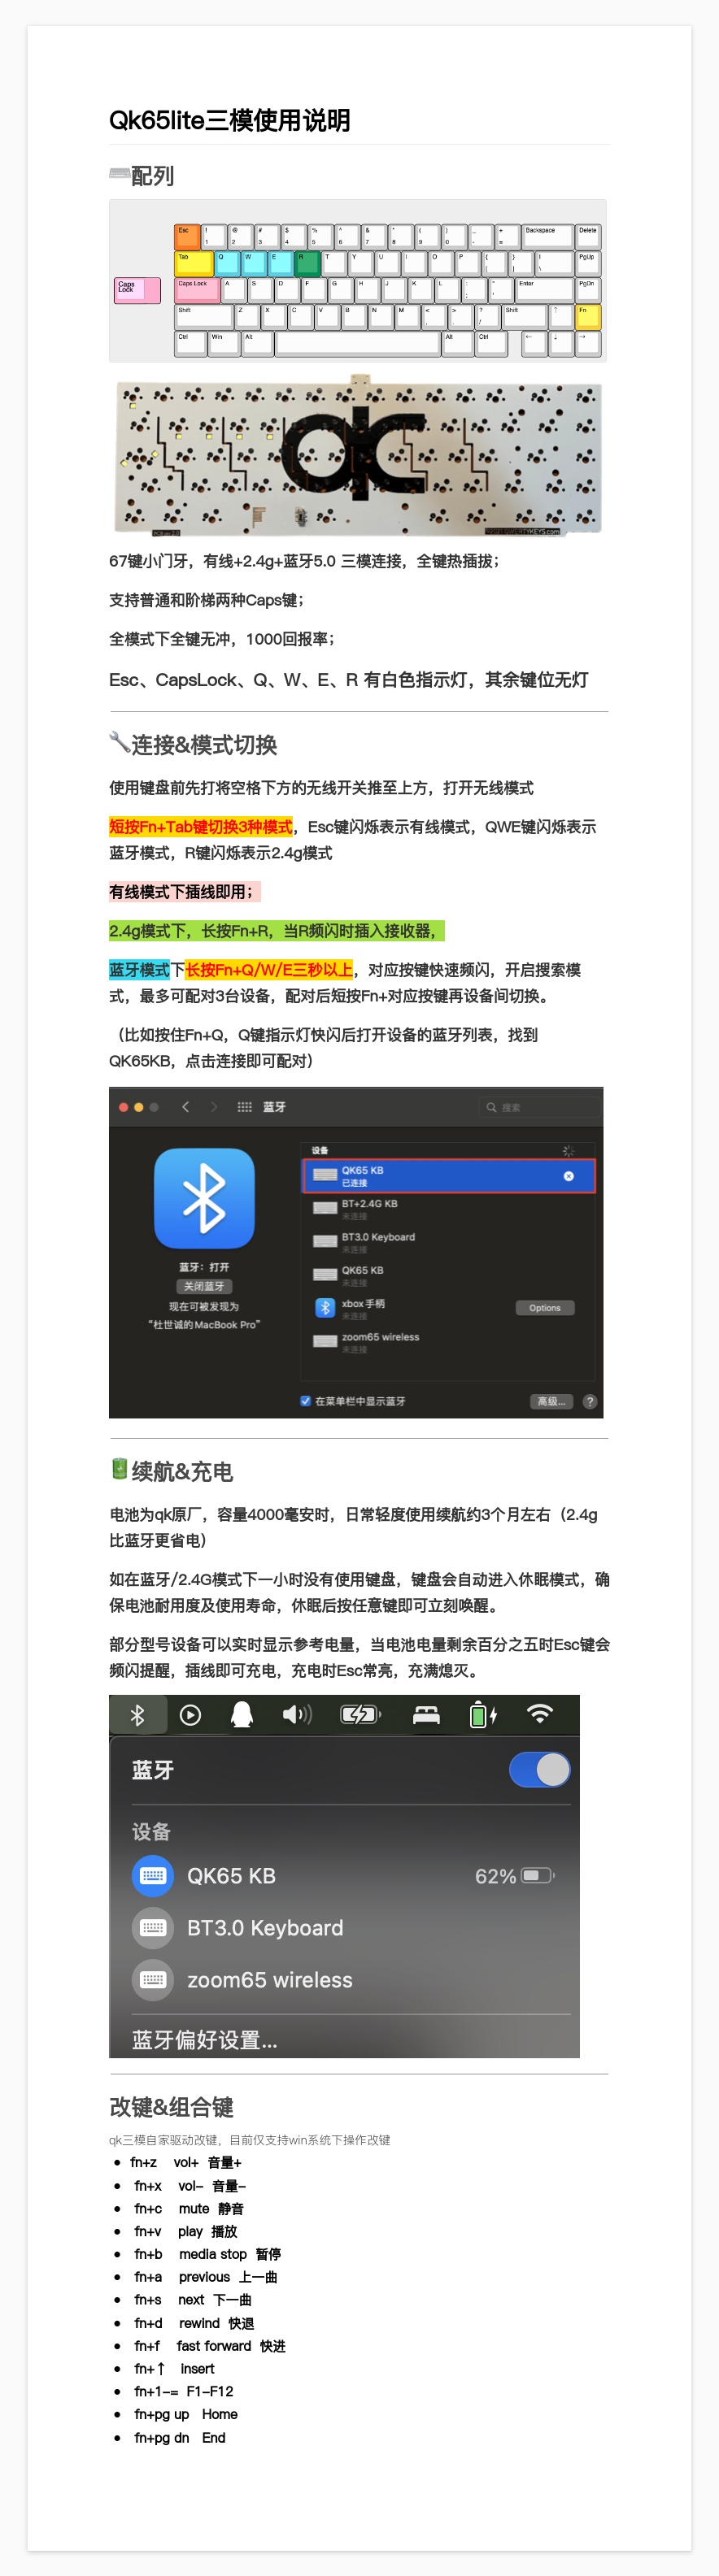 Qk65lite三模使用说明
配列
Esc ! 1 @ 2 # 3 $ 4 % 5 ^ 6 & 7 * 8 ( 9 ) 0 _ - + = Backspace Delete
Tab Q W E R T Y U I O P { [ } ] | \ PgUp
Caps Lock Caps Lock A S D F G H J K L : ; " ' Enter PgDn
Shift Z X C V B N M < , > . ? / Shift ↑ Fn
Ctrl Win Alt Alt Ctrl ← ↓ →
qk
67键小门牙，有线+2.4g+蓝牙5.0 三模连接，全键热插拔；
支持普通和阶梯两种Caps键；
全模式下全键无冲，1000回报率；
Esc、CapsLock、Q、W、E、R 有白色指示灯，其余键位无灯
连接&模式切换
使用键盘前先打将空格下方的无线开关推至上方，打开无线模式
短按Fn+Tab键切换3种模式，Esc键闪烁表示有线模式，QWE键闪烁表示
蓝牙模式，R键闪烁表示2.4g模式
有线模式下插线即用；
2.4g模式下，长按Fn+R，当R频闪时插入接收器，
蓝牙模式下长按Fn+Q/W/E三秒以上，对应按键快速频闪，开启搜索模
式，最多可配对3台设备，配对后短按Fn+对应按键再设备间切换。
（比如按住Fn+Q，Q键指示灯快闪后打开设备的蓝牙列表，找到
QK65KB，点击连接即可配对）
蓝牙 搜索
设备
QK65 KB
已连接
BT+2.4G KB
未连接
BT3.0 Keyboard
未连接
QK65 KB
未连接
xbox手柄
未连接
Options
zoom65 wireless
未连接
蓝牙：打开
关闭蓝牙
现在可被发现为
“杜世诚的MacBook Pro”
在菜单栏中显示蓝牙 高级... ?
续航&充电
电池为qk原厂，容量4000毫安时，日常轻度使用续航约3个月左右（2.4g
比蓝牙更省电）
如在蓝牙/2.4G模式下一小时没有使用键盘，键盘会自动进入休眠模式，确
保电池耐用度及使用寿命，休眠后按任意键即可立刻唤醒。
部分型号设备可以实时显示参考电量，当电池电量剩余百分之五时Esc键会
频闪提醒，插线即可充电，充电时Esc常亮，充满熄灭。
蓝牙
设备
QK65 KB 62%
BT3.0 Keyboard
zoom65 wireless
蓝牙偏好设置...
改键&组合键
qk三模自家驱动改键，目前仅支持win系统下操作改键
• fn+z vol+ 音量+
• fn+x vol- 音量-
• fn+c mute 静音
• fn+v play 播放
• fn+b media stop 暂停
• fn+a previous 上一曲
• fn+s next 下一曲
• fn+d rewind 快退
• fn+f fast forward 快进
• fn+↑ insert
• fn+1-= F1-F12
• fn+pg up Home
• fn+pg dn End